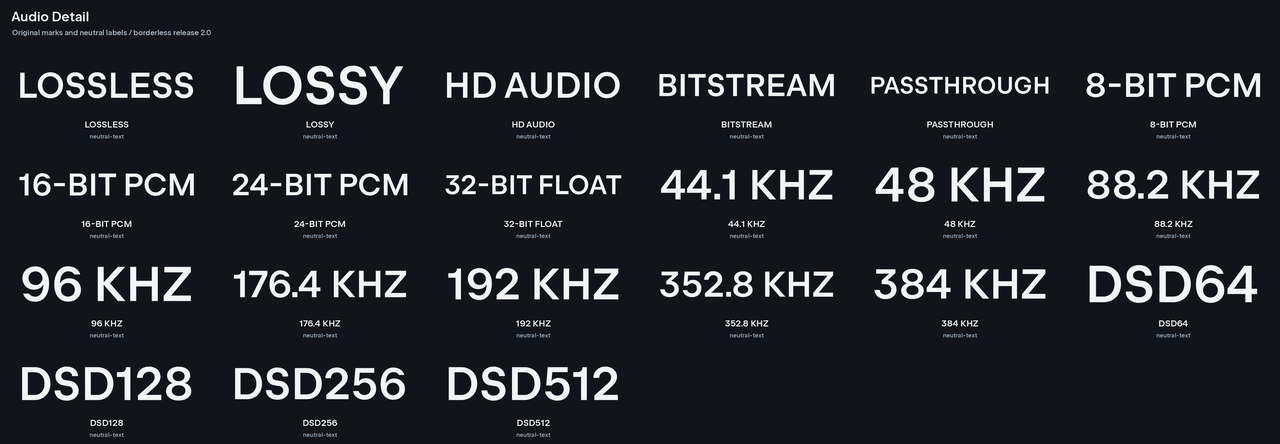 Audio Detail
Original marks and neutral labels / borderless release 2.0
LOSSLESS LOSSY HD AUDIO BITSTREAM PASSTHROUGH 8-BIT PCM
LOSSLESS LOSSY HD AUDIO BITSTREAM PASSTHROUGH 8-BIT PCM
neutral-text neutral-text neutral-text neutral-text neutral-text neutral-text
16-BIT PCM 24-BIT PCM 32-BIT FLOAT 44.1 KHZ 48 KHZ 88.2 KHZ
16-BIT PCM 24-BIT PCM 32-BIT FLOAT 44.1 KHZ 48 KHZ 88.2 KHZ
neutral-text neutral-text neutral-text neutral-text neutral-text neutral-text
96 KHZ 176.4 KHZ 192 KHZ 352.8 KHZ 384 KHZ DSD64
96 KHZ 176.4 KHZ 192 KHZ 352.8 KHZ 384 KHZ DSD64
neutral-text neutral-text neutral-text neutral-text neutral-text neutral-text
DSD128 DSD256 DSD512
DSD128 DSD256 DSD512
neutral-text neutral-text neutral-text